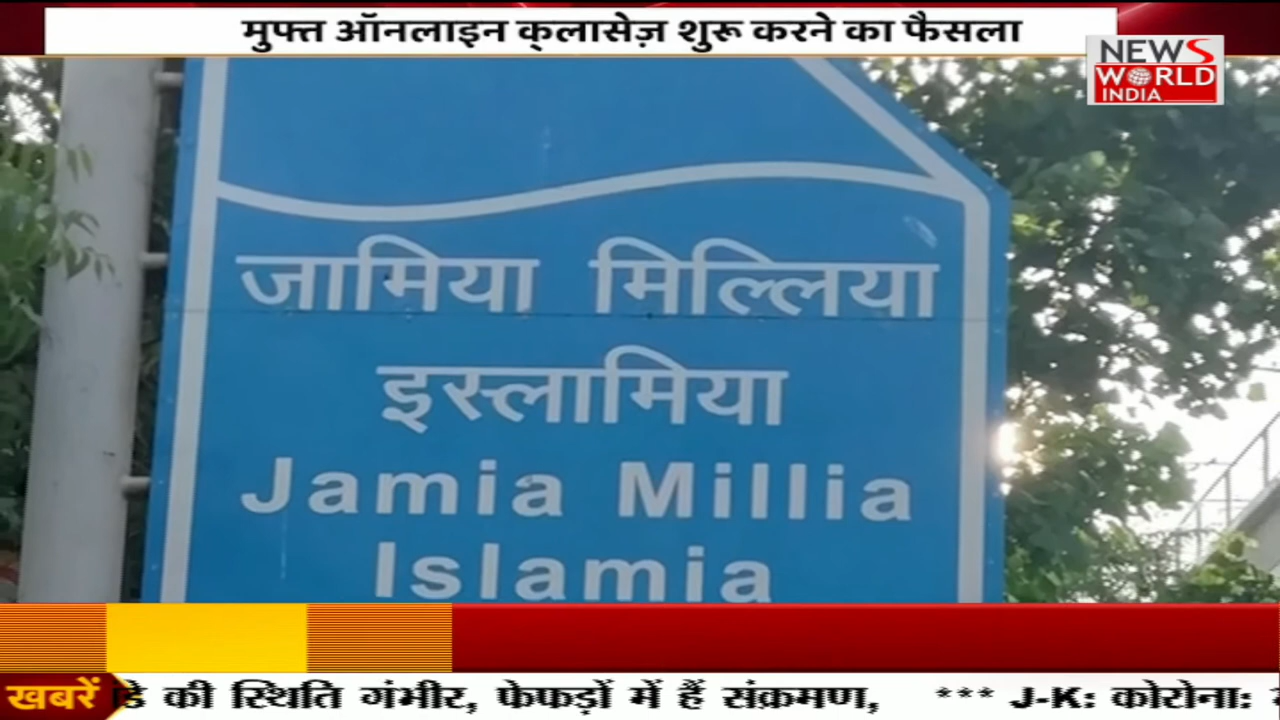 मुफ्त ऑनलाइन क्लासेज़ शुरू करने का फैसला
NEWS
WORLD
INDIA
जामिया मिल्लिया
इस्लामिया
Jamia Millia
Islamia
खबरें
की स्थिति गंभीर, फेफड़ों में हैं संक्रमण, *** J-K: कोरोना: